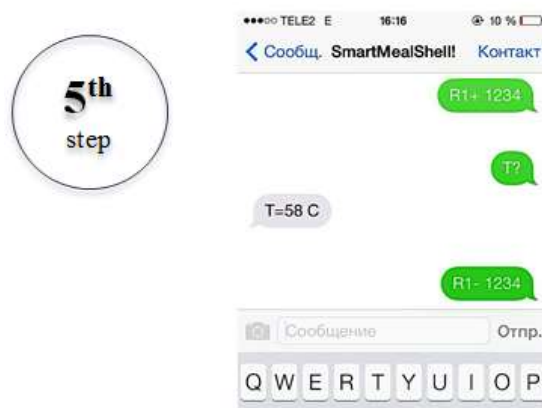 5th
step
TELE2 E 16:16 10 %
Сообщ. SmartMealShell! Контакт
R1+ 1234
T?
T=58 C
R1- 1234
Сообщение Отпр.
Q W E R T Y U I O P